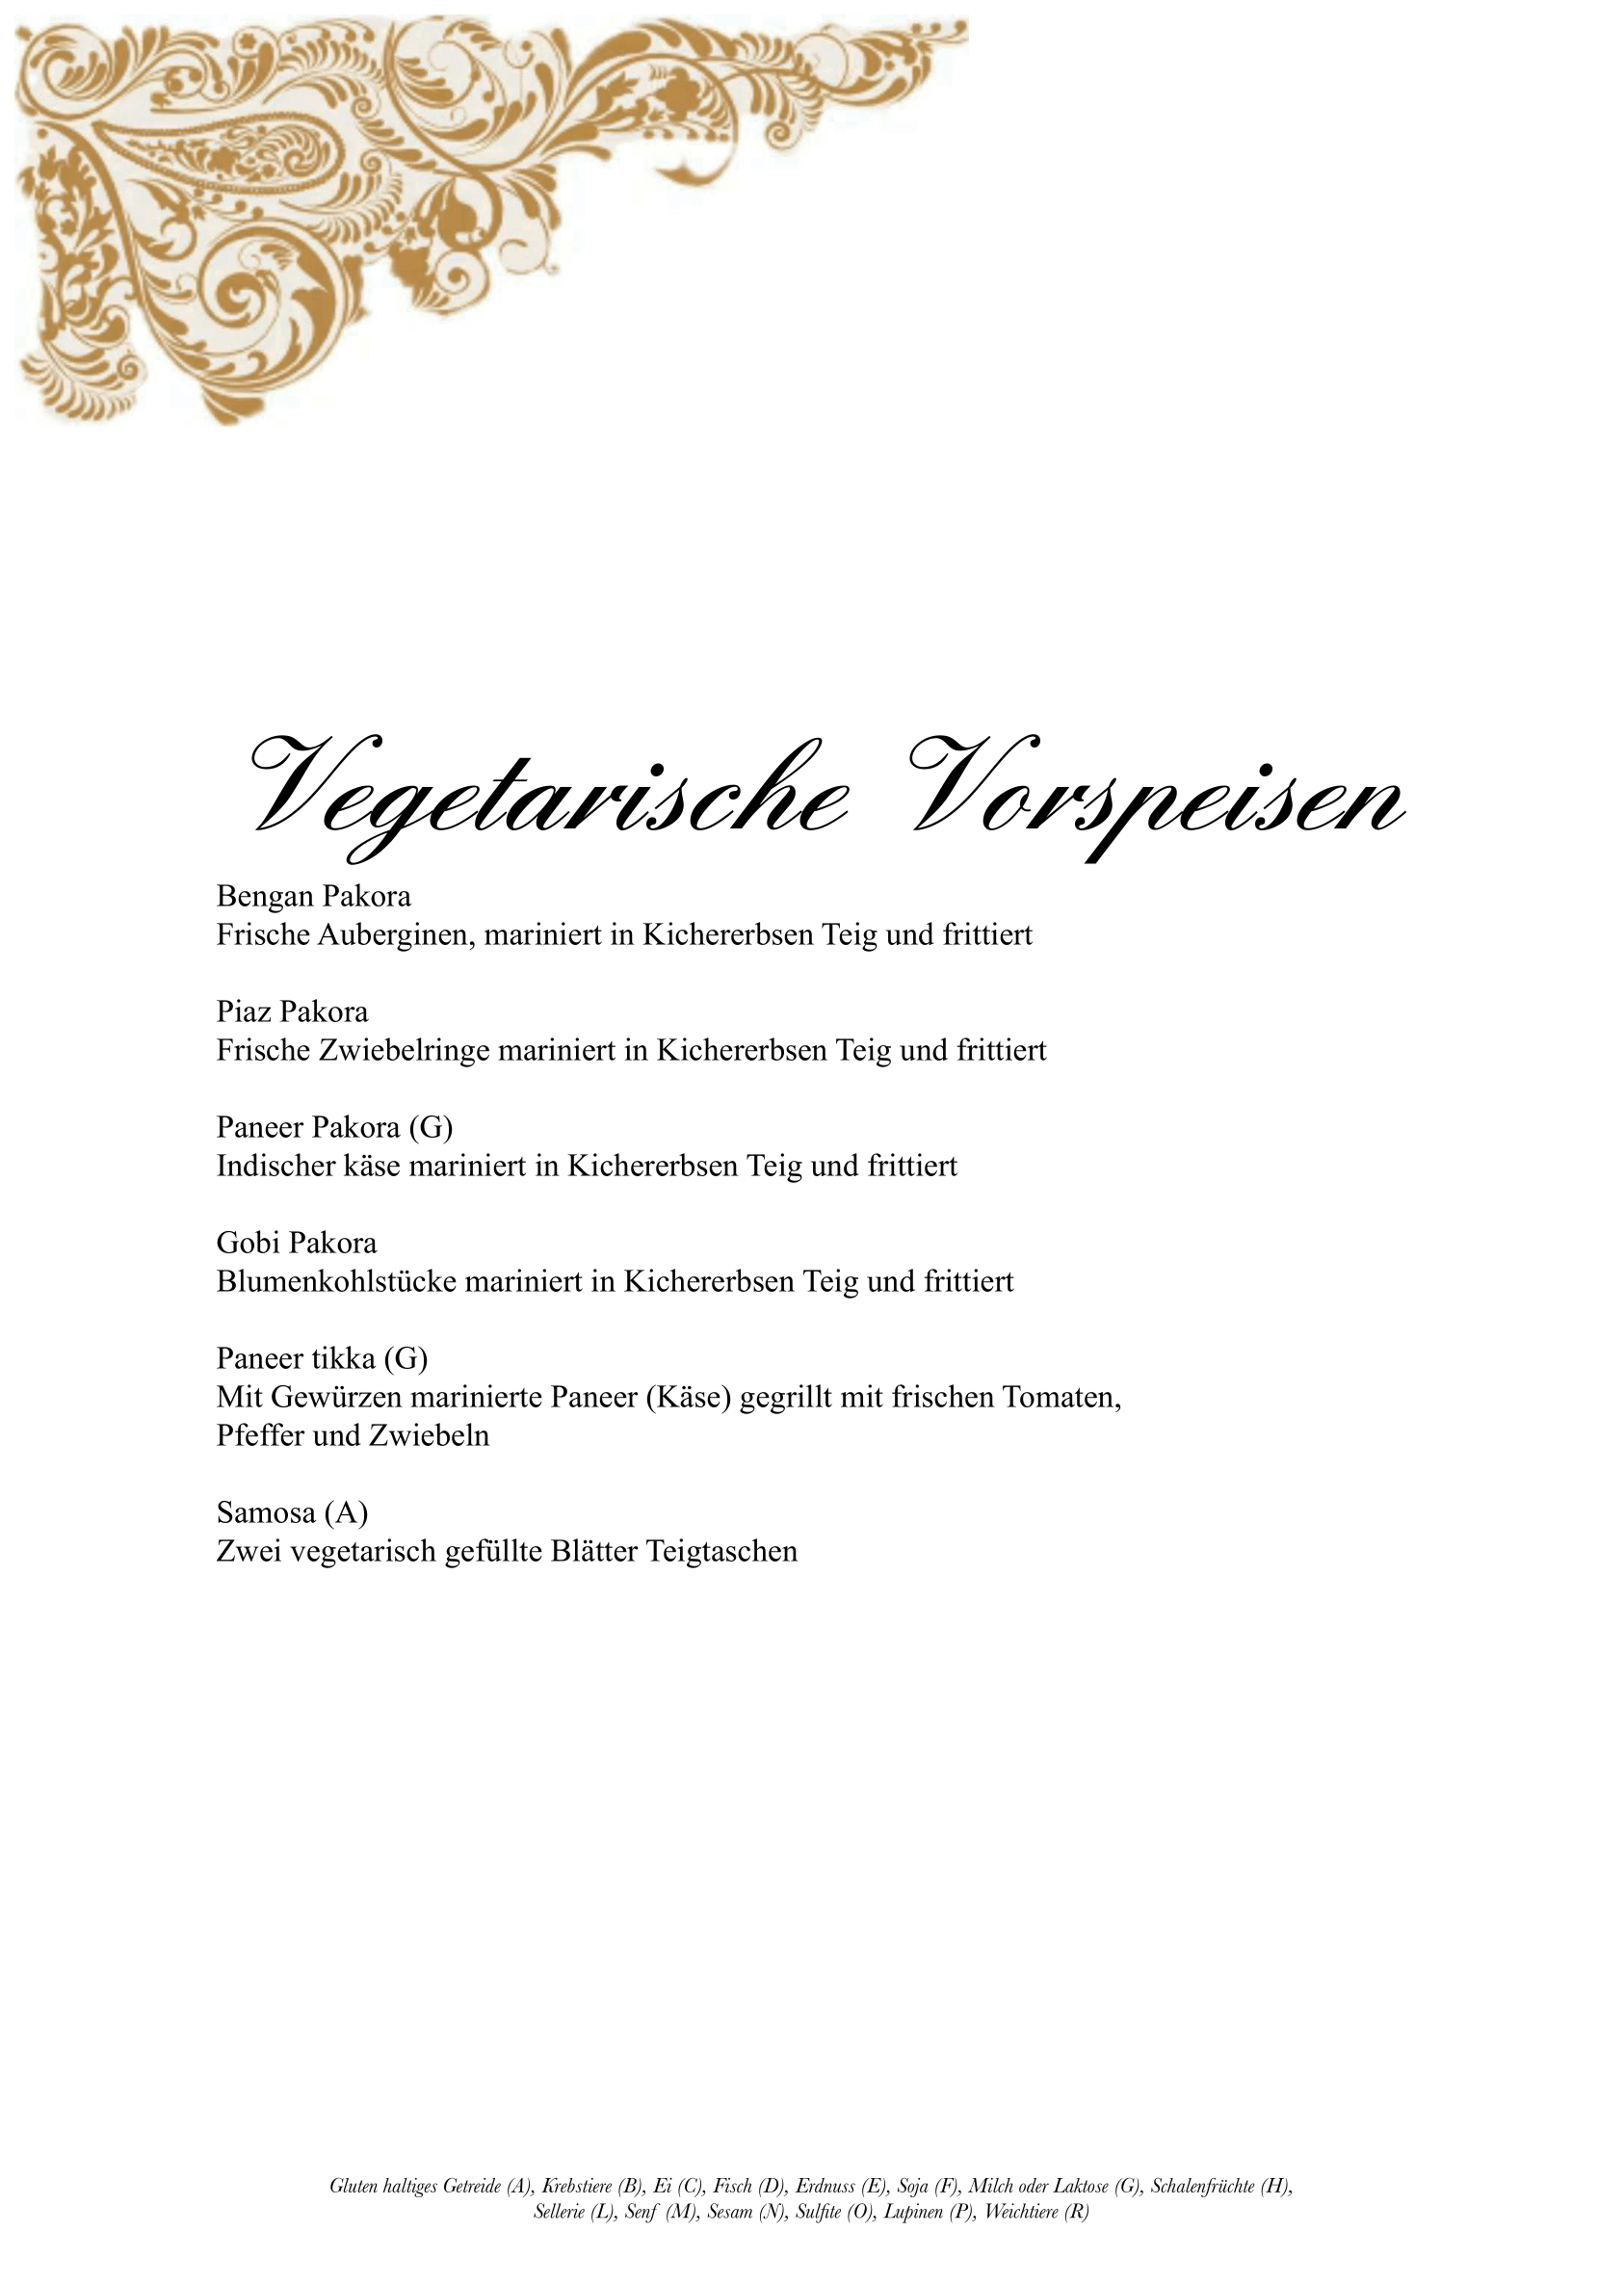 Vegetarische Vorspeisen
Bengan Pakora
Frische Auberginen, mariniert in Kichererbsen Teig und frittiert
Piaz Pakora
Frische Zwiebelringe mariniert in Kichererbsen Teig und frittiert
Paneer Pakora (G)
Indischer käse mariniert in Kichererbsen Teig und frittiert
Gobi Pakora
Blumenkohlstücke mariniert in Kichererbsen Teig und frittiert
Paneer tikka (G)
Mit Gewürzen marinierte Paneer (Käse) gegrillt mit frischen Tomaten,
Pfeffer und Zwiebeln
Samosa (A)
Zwei vegetarisch gefüllte Blätter Teigtaschen
Gluten haltiges Getreide (A), Krebstiere (B), Ei (C), Fisch (D), Erdnuss (E), Soja (F), Milch oder Laktose (G), Schalenfrüchte (H),
Sellerie (L), Senf (M), Sesam (N), Sulfite (O), Lupinen (P), Weichtiere (R)